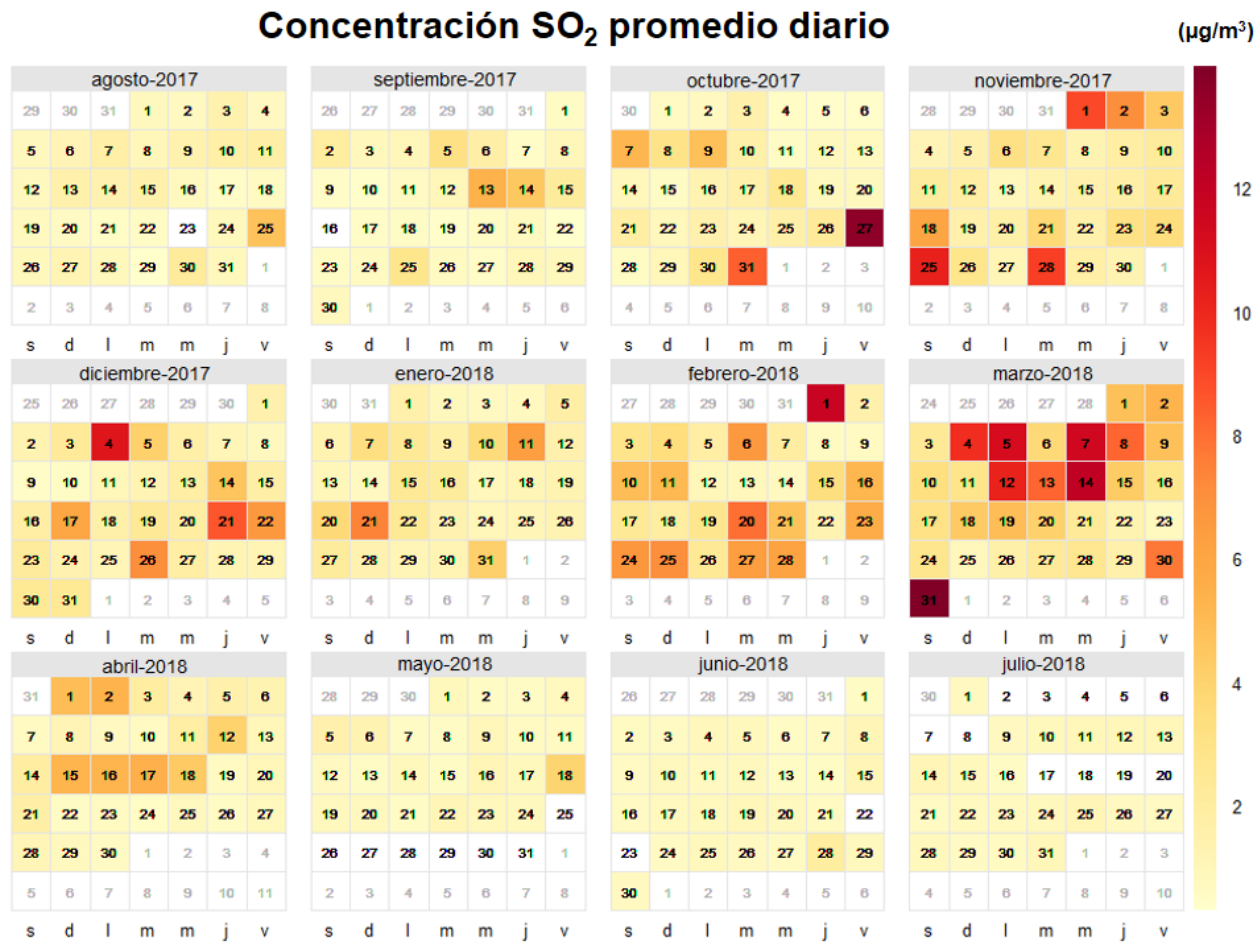 Concentración SO₂ promedio diario (µg/m³)
agosto-2017 septiembre-2017 octubre-2017 noviembre-2017
29 30 31 1 2 3 4 26 27 28 29 30 31 1 30 1 2 3 4 5 6 28 29 30 31 1 2 3
5 6 7 8 9 10 11 2 3 4 5 6 7 8 7 8 9 10 11 12 13 4 5 6 7 8 9 10
12 13 14 15 16 17 18 9 10 11 12 13 14 15 14 15 16 17 18 19 20 11 12 13 14 15 16 17 12
19 20 21 22 23 24 25 16 17 18 19 20 21 22 21 22 23 24 25 26 27 18 19 20 21 22 23 24
26 27 28 29 30 31 1 23 24 25 26 27 28 29 28 29 30 31 1 2 3 25 26 27 28 29 30 1
2 3 4 5 6 7 8 30 1 2 3 4 5 6 4 5 6 7 8 9 10 2 3 4 5 6 7 8 10
s d l m m j v s d l m m j v s d l m m j v s d l m m j v
diciembre-2017 enero-2018 febrero-2018 marzo-2018
25 26 27 28 29 30 1 30 31 1 2 3 4 5 27 28 29 30 31 1 2 24 25 26 27 28 1 2
2 3 4 5 6 7 8 6 7 8 9 10 11 12 3 4 5 6 7 8 9 3 4 5 6 7 8 9 8
9 10 11 12 13 14 15 13 14 15 16 17 18 19 10 11 12 13 14 15 16 10 11 12 13 14 15 16
16 17 18 19 20 21 22 20 21 22 23 24 25 26 17 18 19 20 21 22 23 17 18 19 20 21 22 23
23 24 25 26 27 28 29 27 28 29 30 31 1 2 24 25 26 27 28 1 2 24 25 26 27 28 29 30 6
30 31 1 2 3 4 5 3 4 5 6 7 8 9 3 4 5 6 7 8 9 31 1 2 3 4 5 6
s d l m m j v s d l m m j v s d l m m j v s d l m m j v
abril-2018 mayo-2018 junio-2018 julio-2018
31 1 2 3 4 5 6 28 29 30 1 2 3 4 26 27 28 29 30 31 1 30 1 2 3 4 5 6 4
7 8 9 10 11 12 13 5 6 7 8 9 10 11 2 3 4 5 6 7 8 7 8 9 10 11 12 13
14 15 16 17 18 19 20 12 13 14 15 16 17 18 9 10 11 12 13 14 15 14 15 16 17 18 19 20
21 22 23 24 25 26 27 19 20 21 22 23 24 25 16 17 18 19 20 21 22 21 22 23 24 25 26 27 2
28 29 30 1 2 3 4 26 27 28 29 30 31 1 23 24 25 26 27 28 29 28 29 30 31 1 2 3
5 6 7 8 9 10 11 2 3 4 5 6 7 8 30 1 2 3 4 5 6 4 5 6 7 8 9 10
s d l m m j v s d l m m j v s d l m m j v s d l m m j v